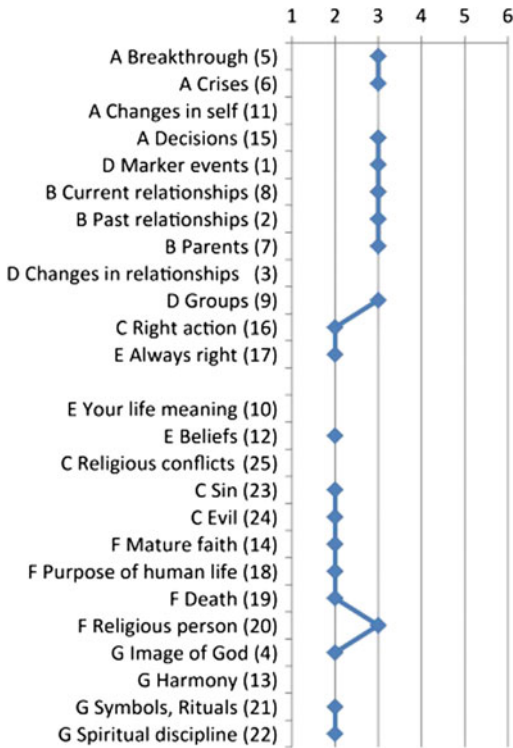 1 2 3 4 5 6
A Breakthrough (5)
A Crises (6)
A Changes in self (11)
A Decisions (15)
D Marker events (1)
B Current relationships (8)
B Past relationships (2)
B Parents (7)
D Changes in relationships (3)
D Groups (9)
C Right action (16)
E Always right (17)
E Your life meaning (10)
E Beliefs (12)
C Religious conflicts (25)
C Sin (23)
C Evil (24)
F Mature faith (14)
F Purpose of human life (18)
F Death (19)
F Religious person (20)
G Image of God (4)
G Harmony (13)
G Symbols, Rituals (21)
G Spiritual discipline (22)